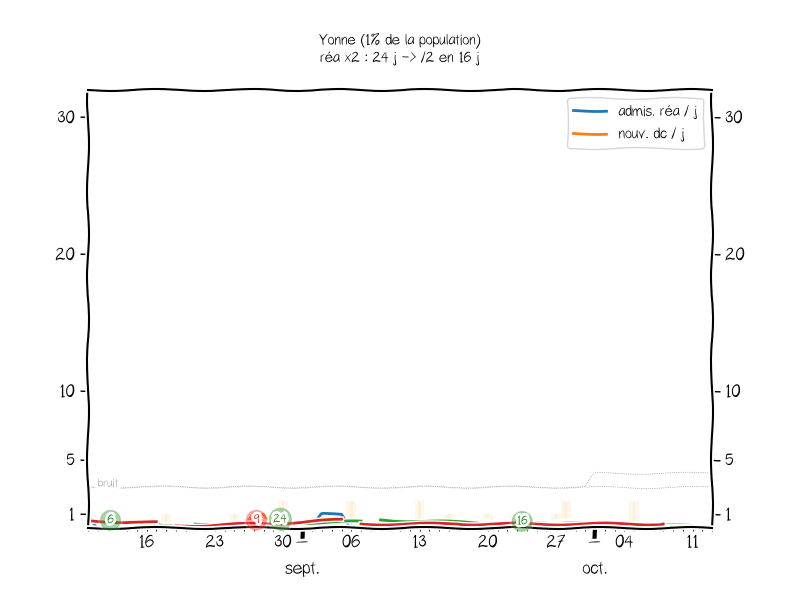 Yonne (1% de la population)
réa x2 : 24 j -> /2 en 16 j
admis. réa / j
nouv. dc / j
30 30
20 20
10 10
5 5
bruit
1 1
6 9 24 16
16 23 30 06 13 20 27 04 11
sept. oct.